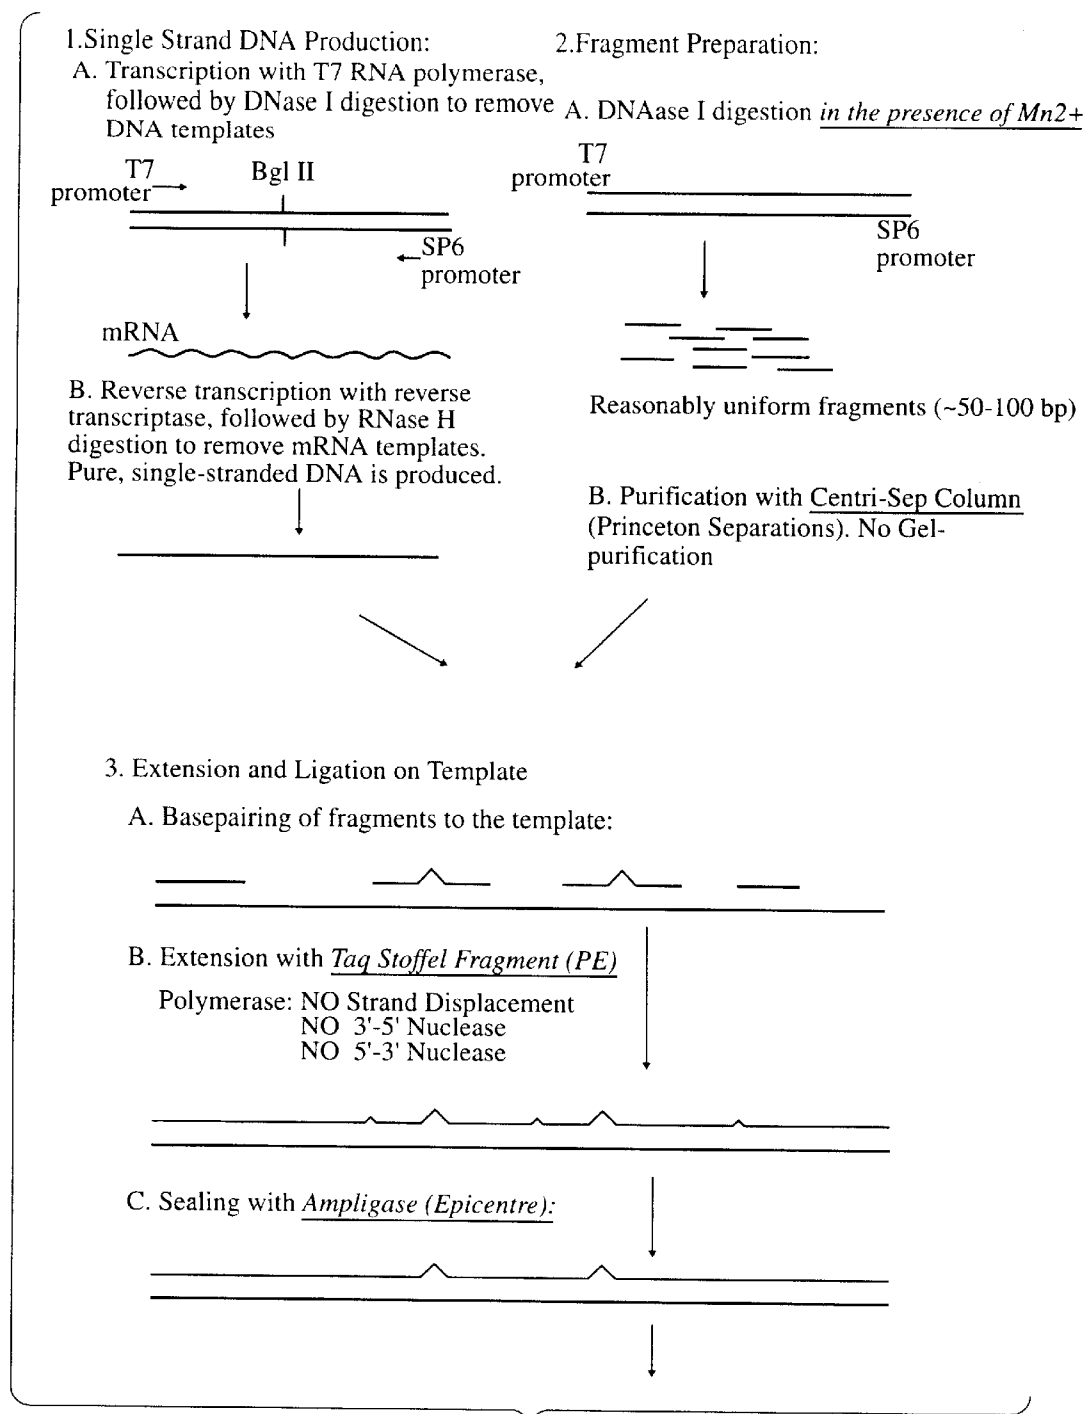 1.Single Strand DNA Production:
A. Transcription with T7 RNA polymerase,
followed by DNase I digestion to remove
DNA templates
T7
promoter
Bgl II
SP6
promoter
mRNA
B. Reverse transcription with reverse
transcriptase, followed by RNase H
digestion to remove mRNA templates.
Pure, single-stranded DNA is produced.
2.Fragment Preparation:
A. DNAase I digestion in the presence of Mn2+
T7
promoter
SP6
promoter
Reasonably uniform fragments (~50-100 bp)
B. Purification with Centri-Sep Column
(Princeton Separations). No Gel-
purification
3. Extension and Ligation on Template
A. Basepairing of fragments to the template:
B. Extension with Taq Stoffel Fragment (PE)
Polymerase: NO Strand Displacement
NO 3'-5' Nuclease
NO 5'-3' Nuclease
C. Sealing with Ampligase (Epicentre):